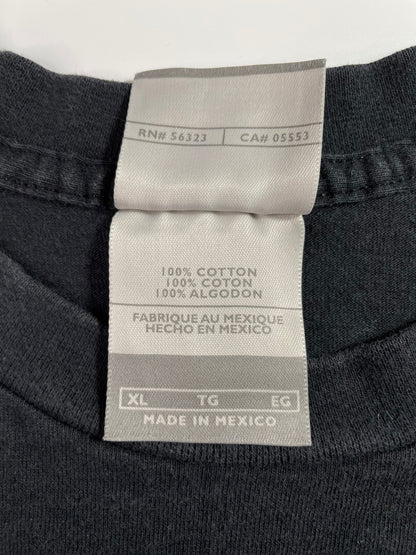 RN# 56323 | CA# 05553
100% COTTON
100% COTON
100% ALGODON
FABRIQUE AU MEXIQUE
HECHO EN MEXICO
XL TG EG
MADE IN MEXICO